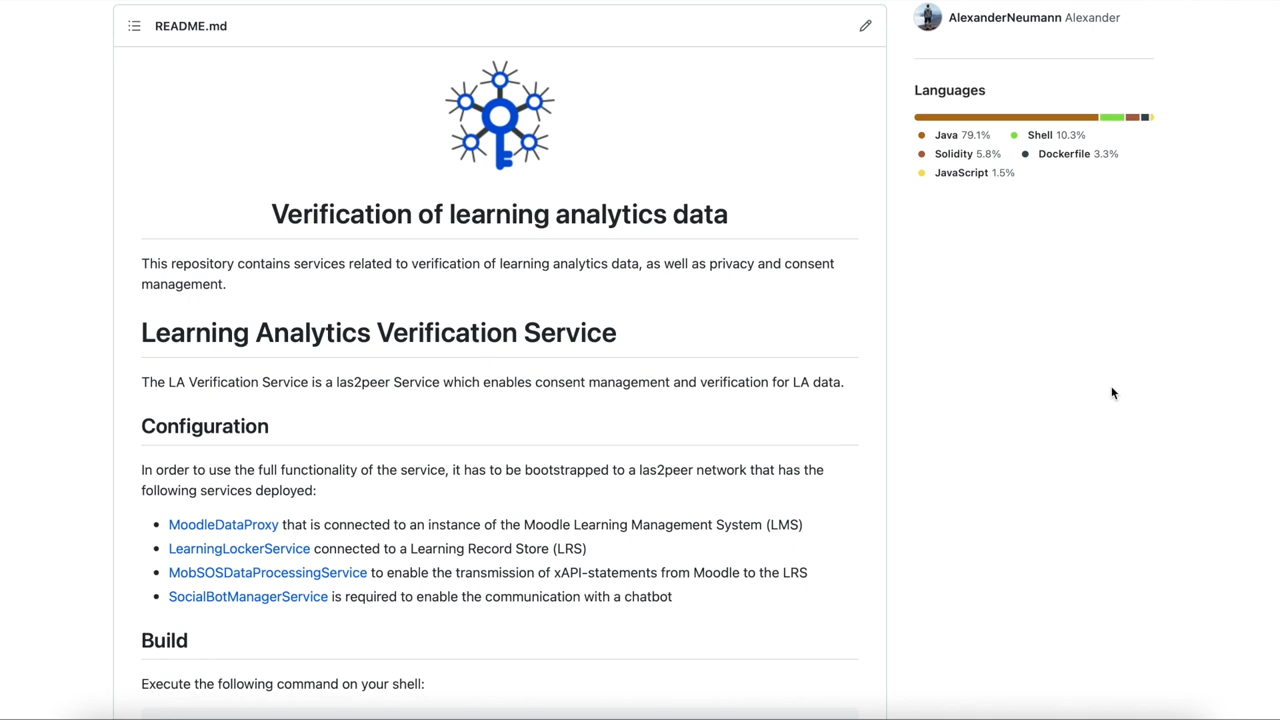 README.md
AlexanderNeumann Alexander
Languages
Java 79.1%
Shell 10.3%
Solidity 5.8%
Dockerfile 3.3%
JavaScript 1.5%
Verification of learning analytics data
This repository contains services related to verification of learning analytics data, as well as privacy and consent
management.
Learning Analytics Verification Service
The LA Verification Service is a las2peer Service which enables consent management and verification for LA data.
Configuration
In order to use the full functionality of the service, it has to be bootstrapped to a las2peer network that has the
following services deployed:
MoodleDataProxy that is connected to an instance of the Moodle Learning Management System (LMS)
LearningLockerService connected to a Learning Record Store (LRS)
MobSOSDataProcessingService to enable the transmission of xAPI-statements from Moodle to the LRS
SocialBotManagerService is required to enable the communication with a chatbot
Build
Execute the following command on your shell: